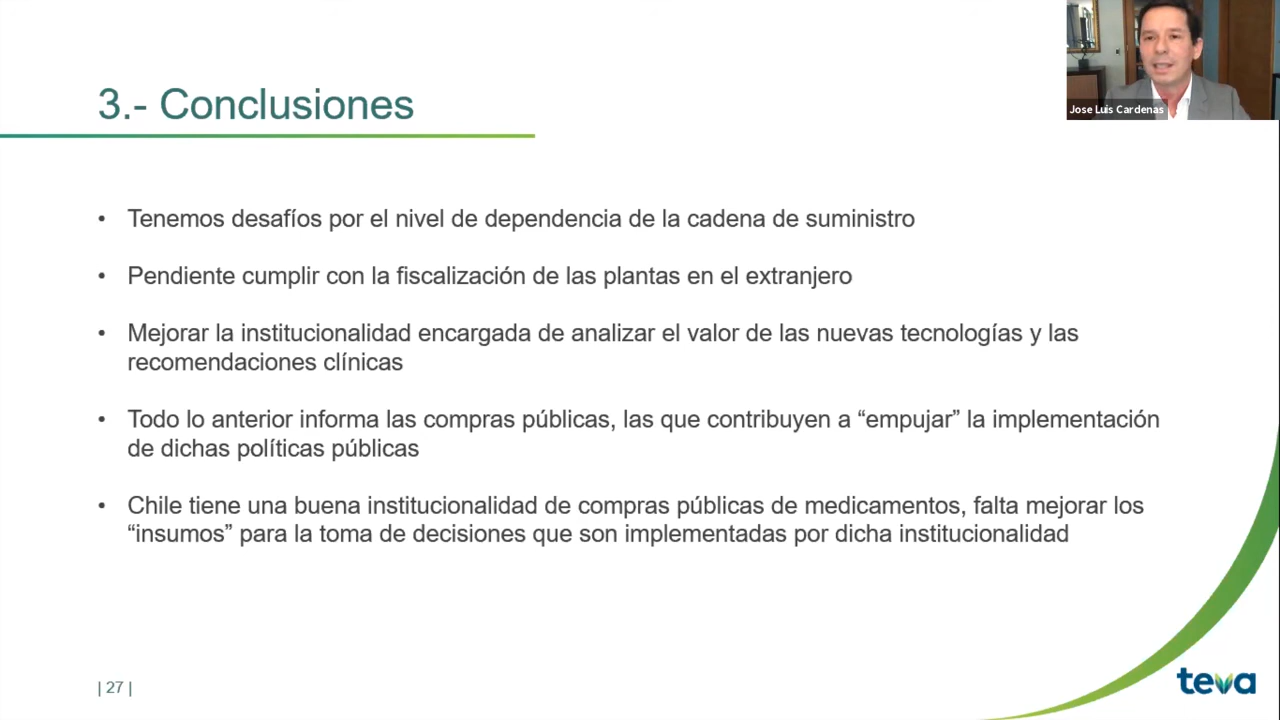 3.- Conclusiones
Jose Luis Cardenas
• Tenemos desafíos por el nivel de dependencia de la cadena de suministro
• Pendiente cumplir con la fiscalización de las plantas en el extranjero
• Mejorar la institucionalidad encargada de analizar el valor de las nuevas tecnologías y las
recomendaciones clínicas
• Todo lo anterior informa las compras públicas, las que contribuyen a “empujar” la implementación
de dichas políticas públicas
• Chile tiene una buena institucionalidad de compras públicas de medicamentos, falta mejorar los
“insumos” para la toma de decisiones que son implementadas por dicha institucionalidad
| 27 |
teva